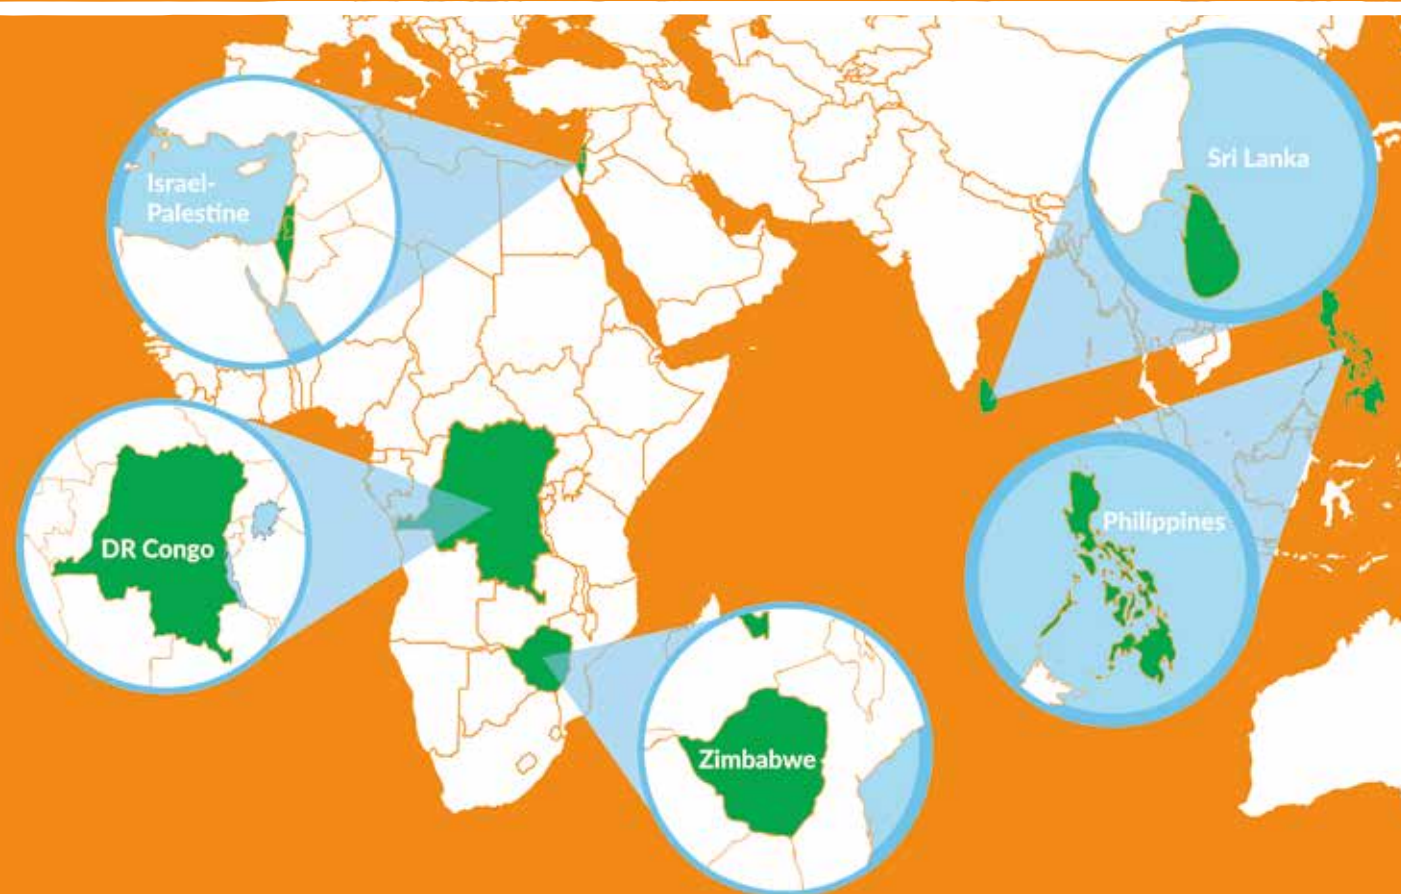 Israel-
Palestine
Sri Lanka
DR Congo
Philippines
Zimbabwe